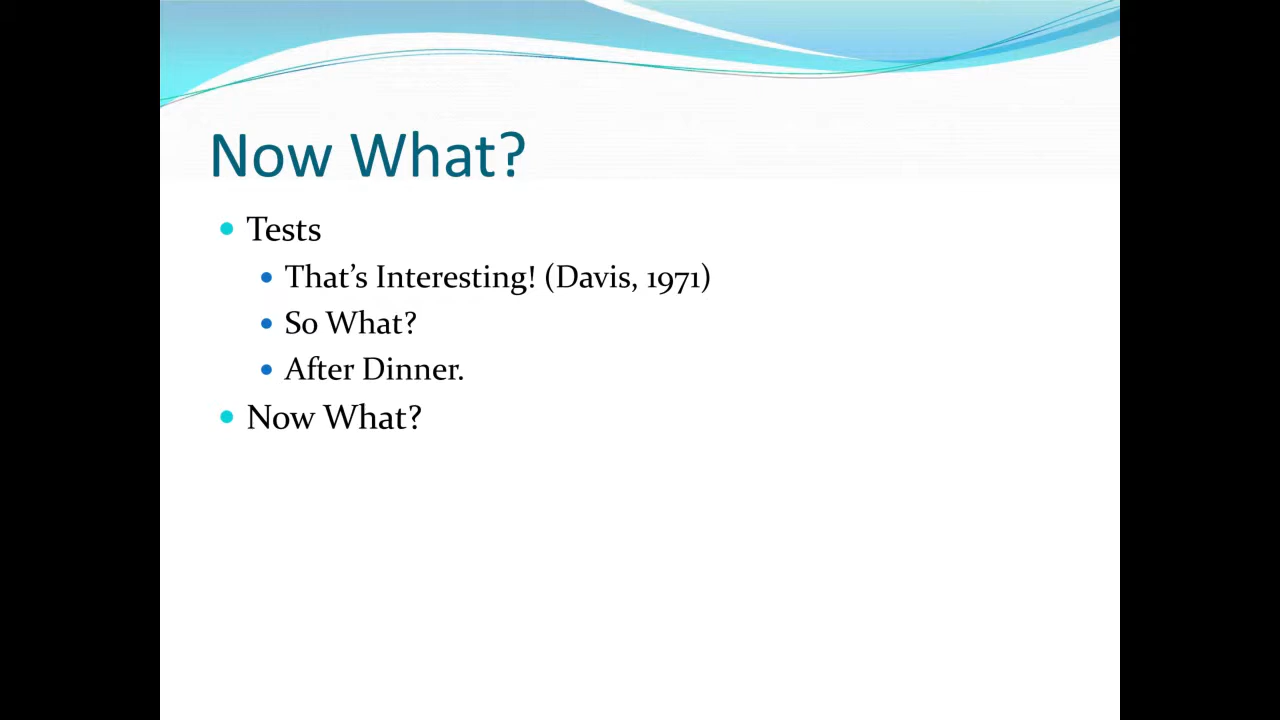 Now What?
Tests
That’s Interesting! (Davis, 1971)
So What?
After Dinner.
Now What?